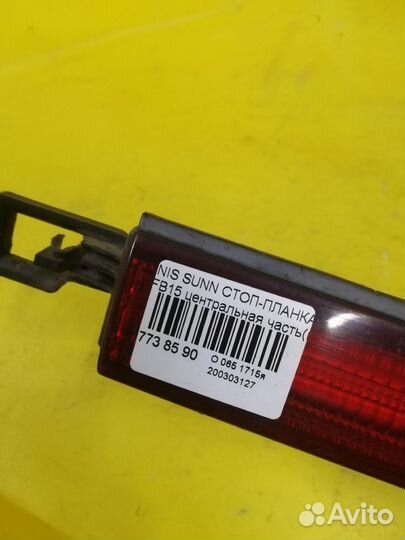 NIS SUNN СТОП-ПЛАНКА
FB15 центральная часть(
773 85 90
О 065 1715я
200303127
Avito